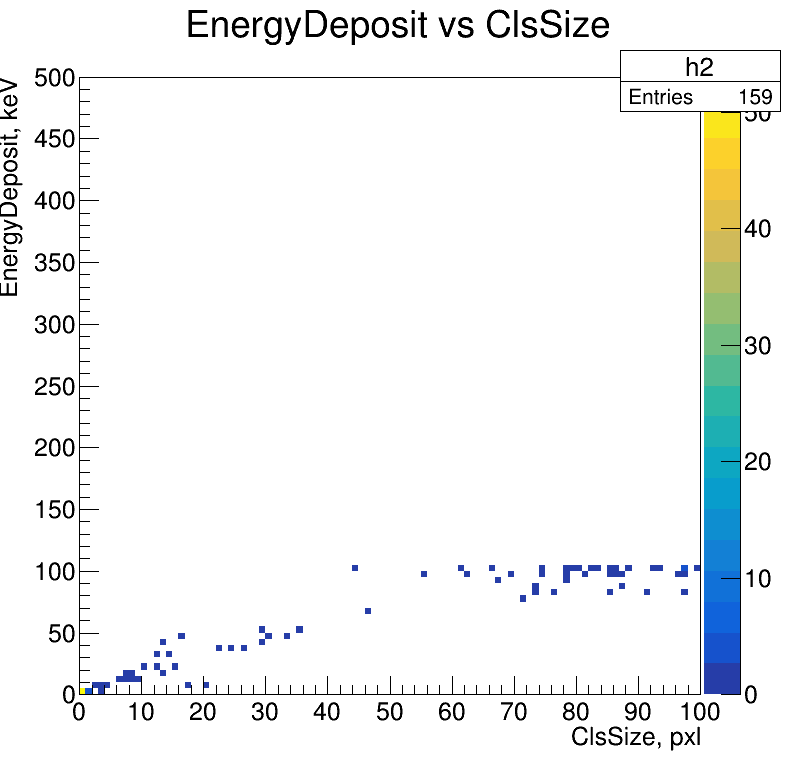 EnergyDeposit vs ClsSize
h2
Entries 159
EnergyDeposit, keV
500
450
400
350
300
250
200
150
100
50
0
0 10 20 30 40 50 60 70 80 90 100
ClsSize, pxl
50
40
30
20
10
0